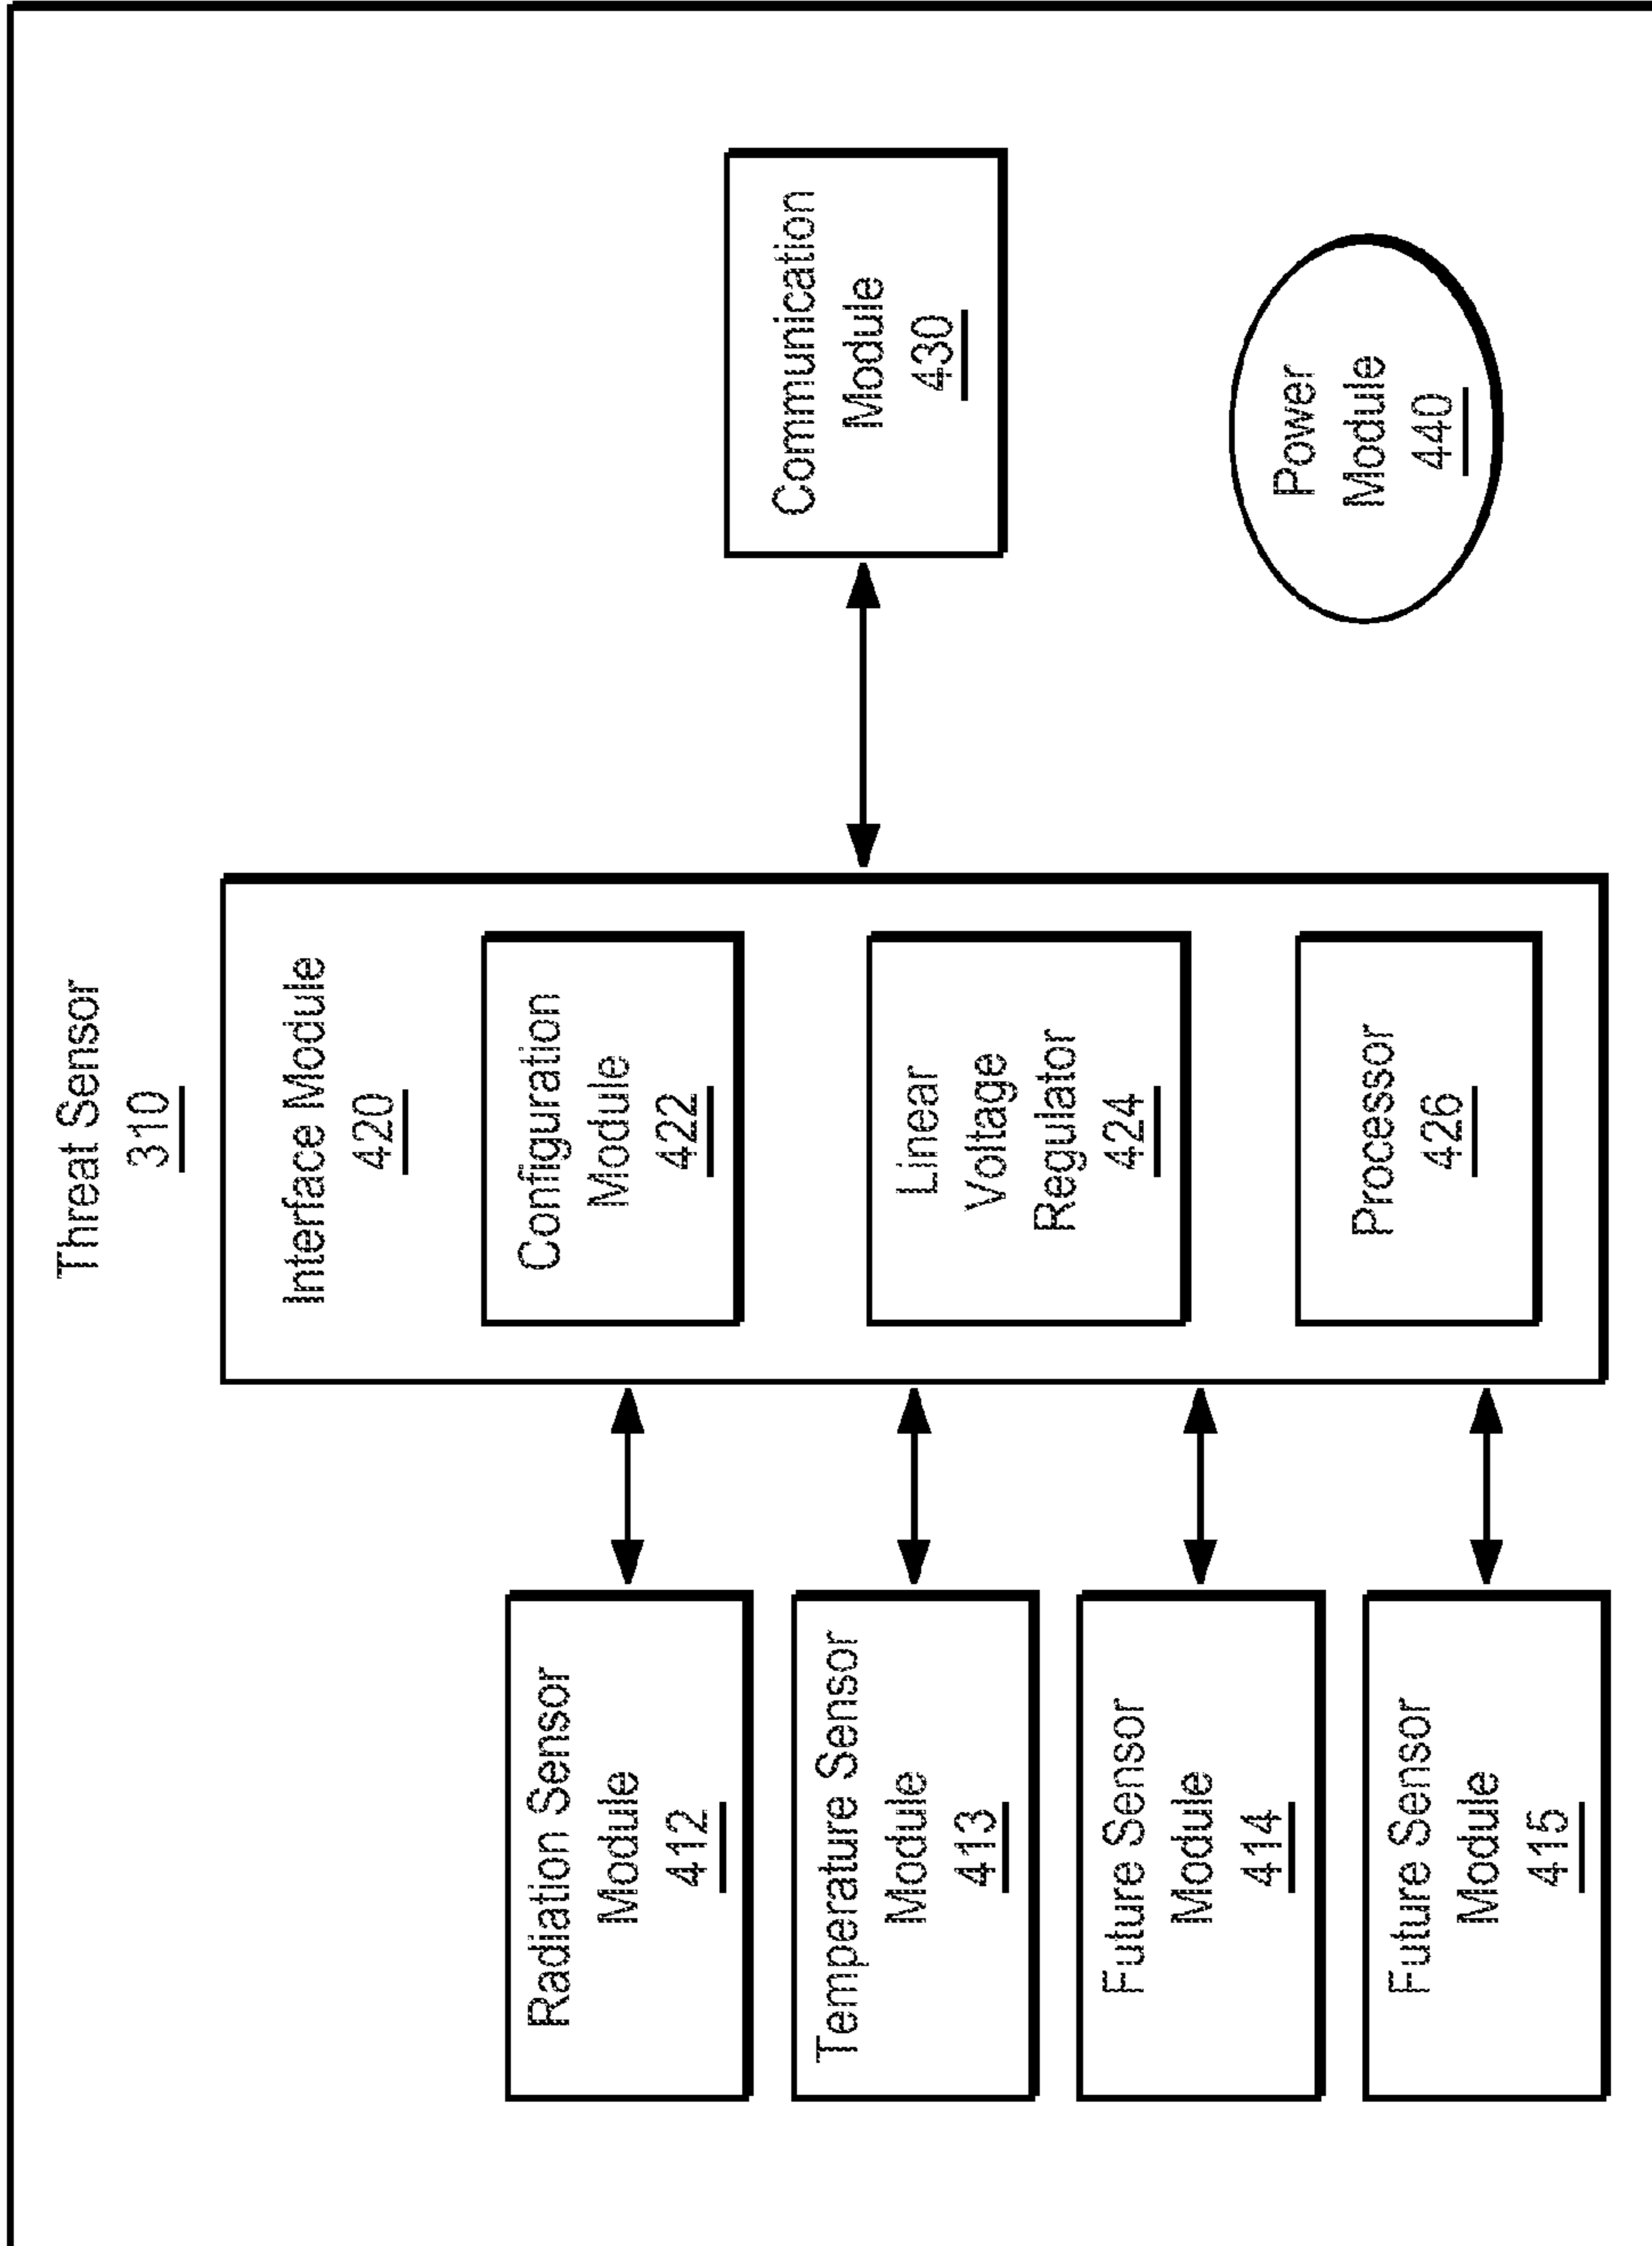 Threat Sensor
310
Radiation Sensor
Module
412
Temperature Sensor
Module
413
Future Sensor
Module
414
Future Sensor
Module
415
Interface Module
420
Configuration
Module
422
Linear
Voltage
Regulator
424
Processor
426
Communication
Module
430
Power
Module
440